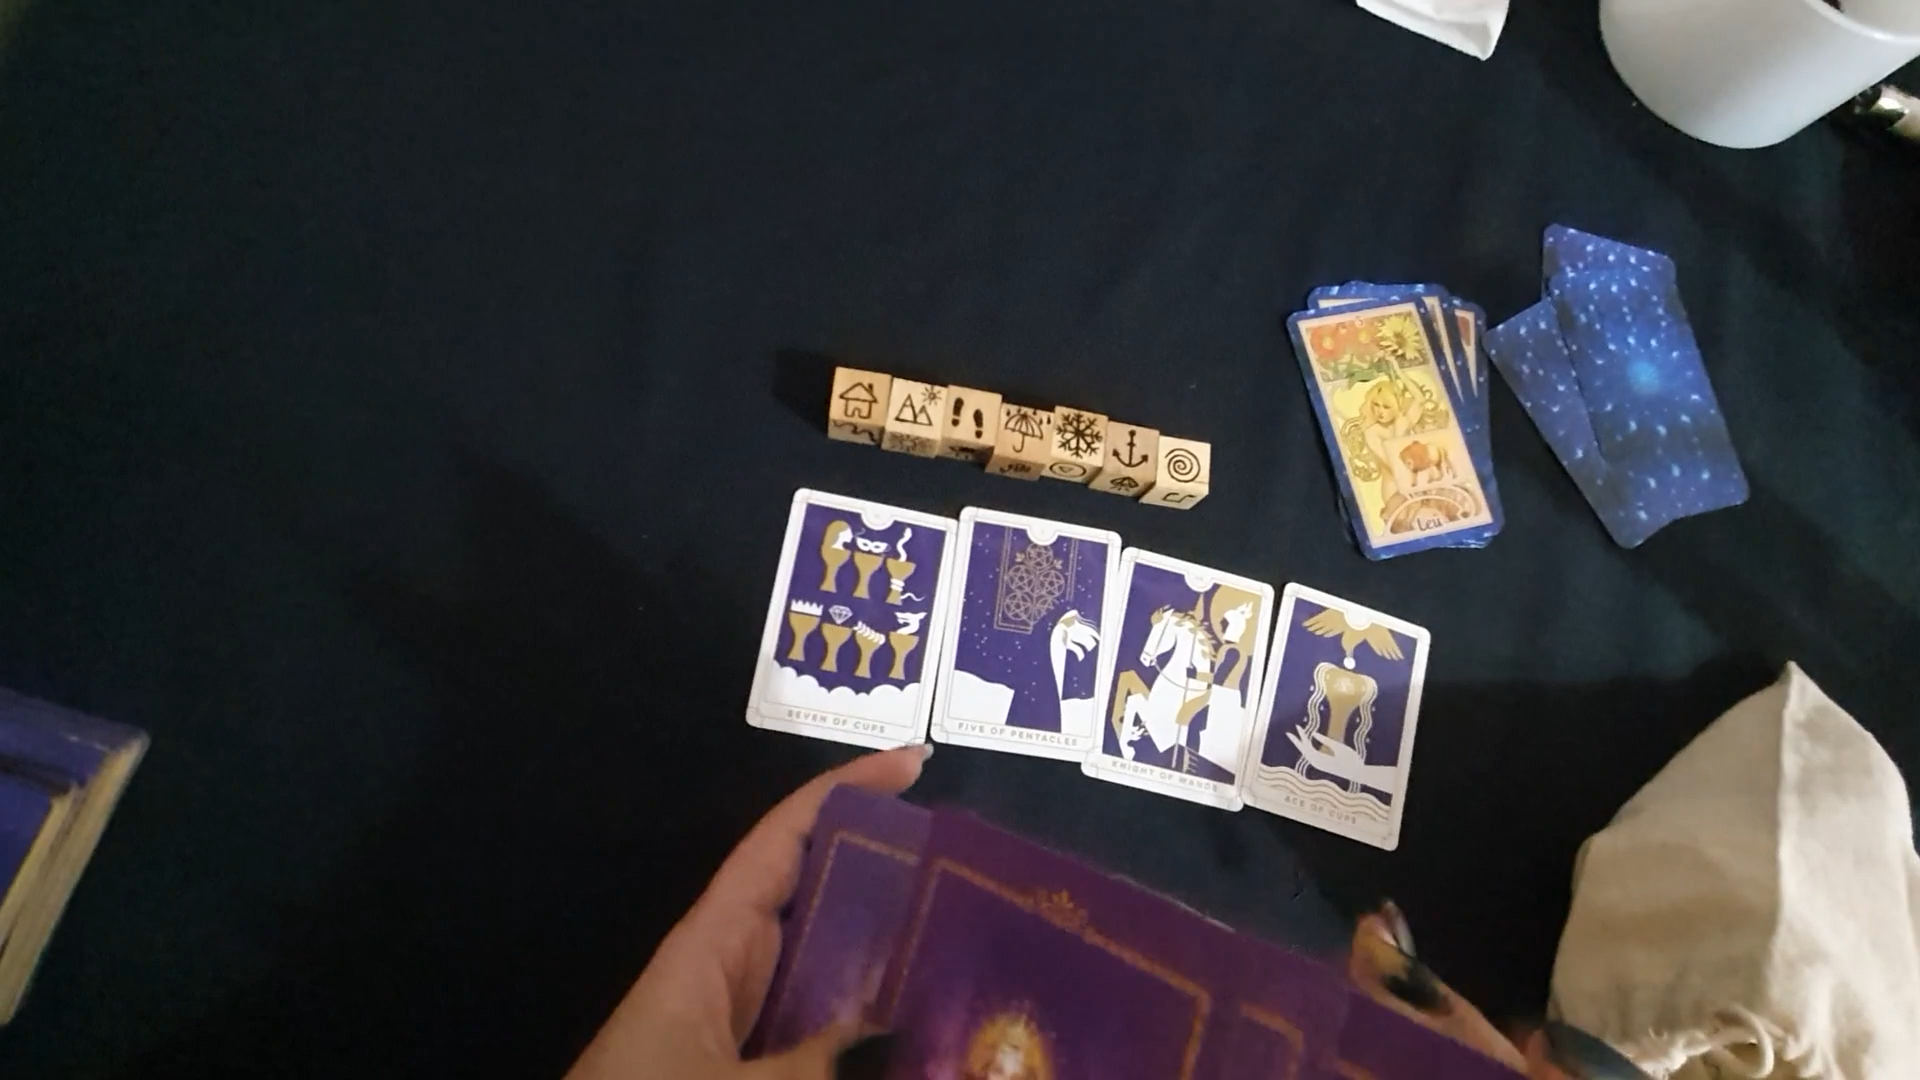 Leu
SEVEN OF CUPS
FIVE OF PENTACLES
KNIGHT OF WANDS
ACE OF CUPS